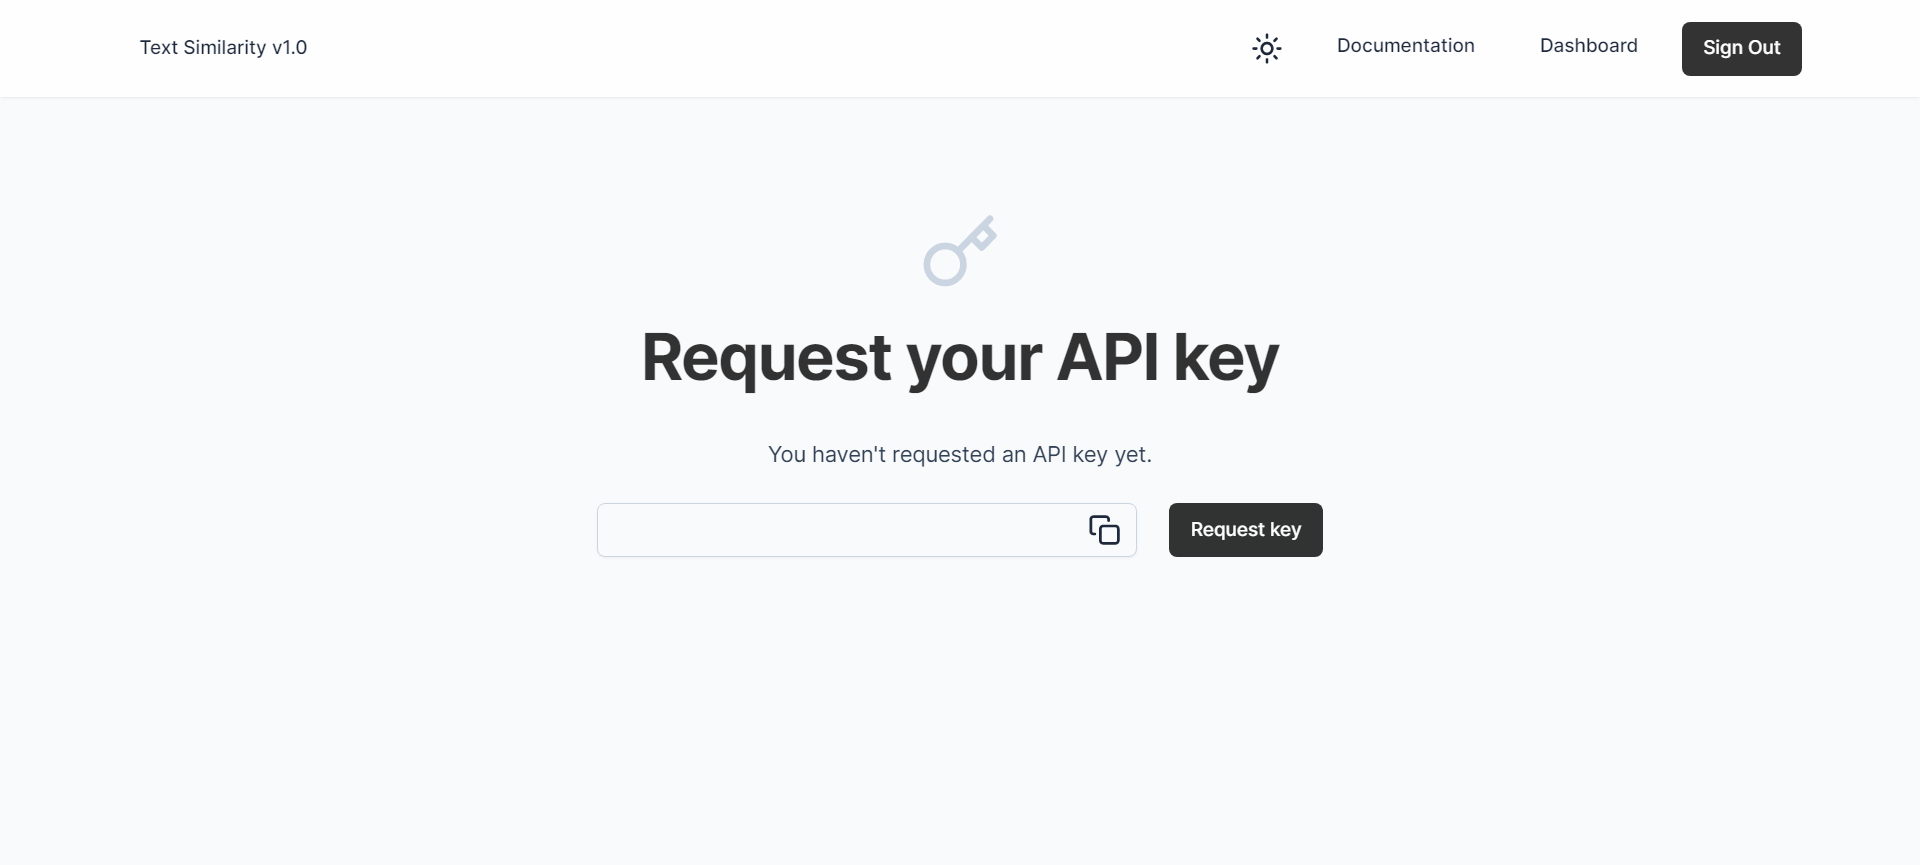 Text Similarity v1.0
Documentation
Dashboard
Sign Out
Request your API key
You haven't requested an API key yet.
Request key